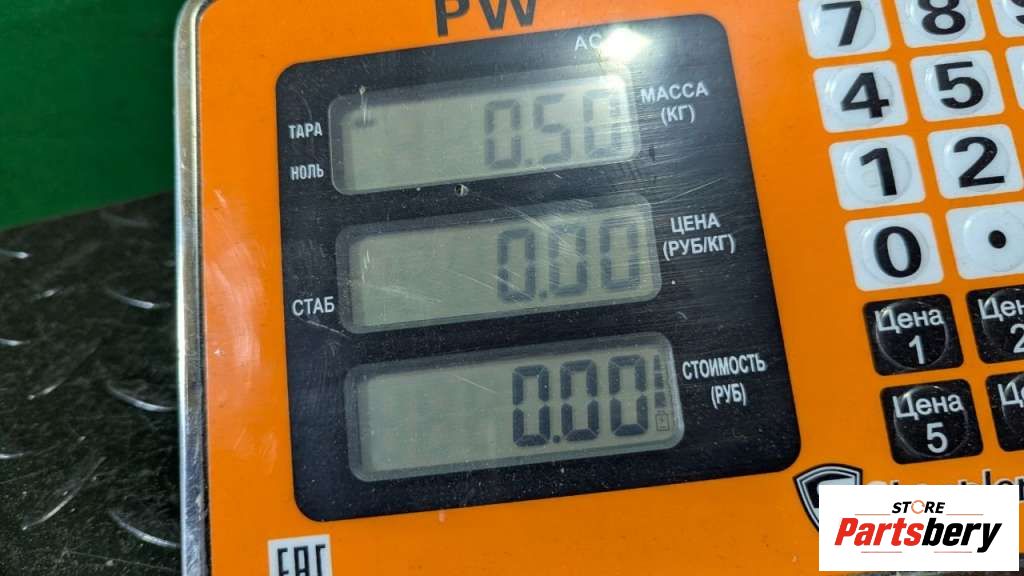 PW
AC
ТАРА
НОЛЬ
0.50
МАССА
(КГ)
СТАБ
0.00
ЦЕНА
(РУБ/КГ)
0.00
СТОИМОСТЬ
(РУБ)
7 8
4 5
1 2
0 .
Цена
1
2
Цена
5
EAC
STORE
Partsbery